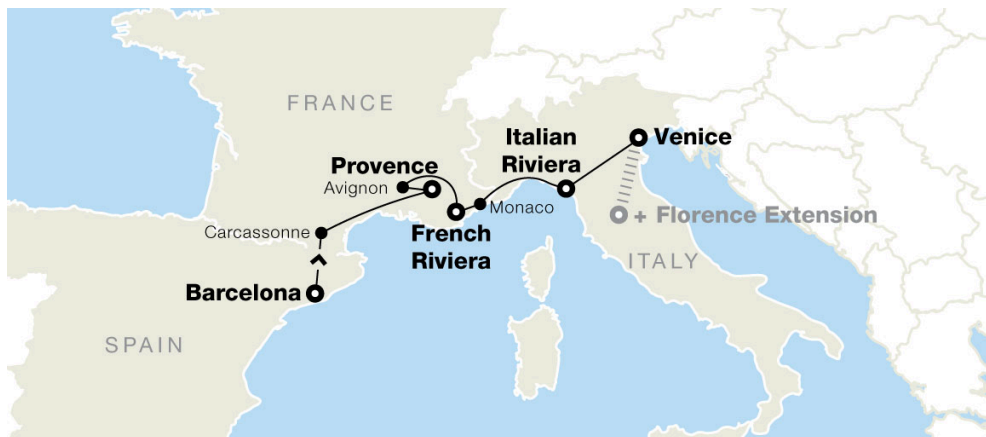 FRANCE
Italian
Riviera
Venice
Provence
Avignon
Monaco
+ Florence Extension
Carcassonne
French
Riviera
ITALY
Barcelona
SPAIN